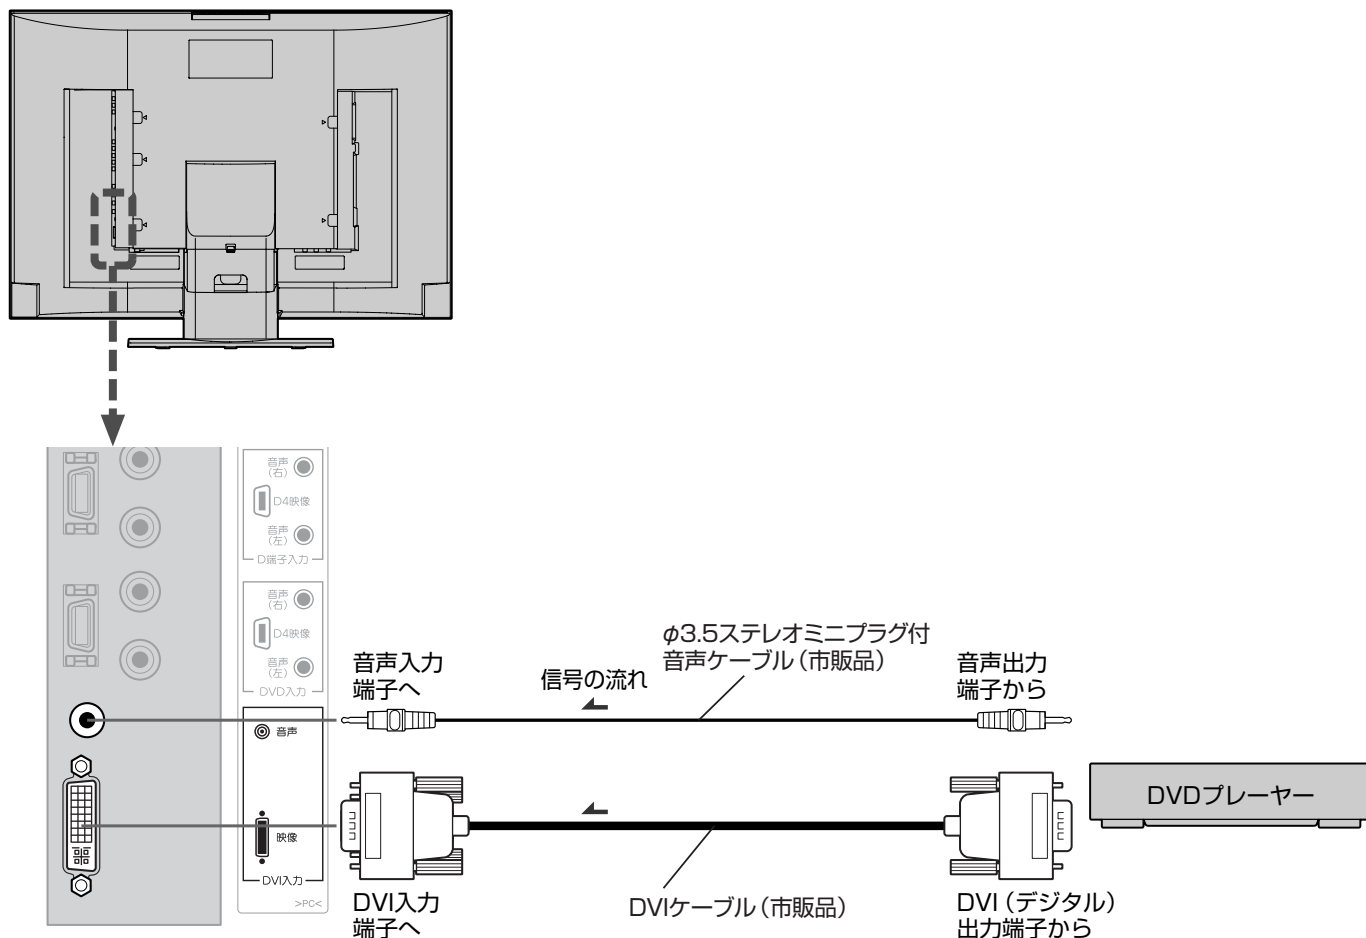 音声
(右)
D4映像
音声
(左)
D端子入力
音声
(右)
D4映像
音声
(左)
DVD入力
音声
映像
DVI入力
>PC<
音声入力
端子へ
信号の流れ
φ3.5ステレオミニプラグ付
音声ケーブル(市販品)
音声出力
端子から
DVDプレーヤー
DVI入力
端子へ
DVIケーブル(市販品)
DVI(デジタル)
出力端子から